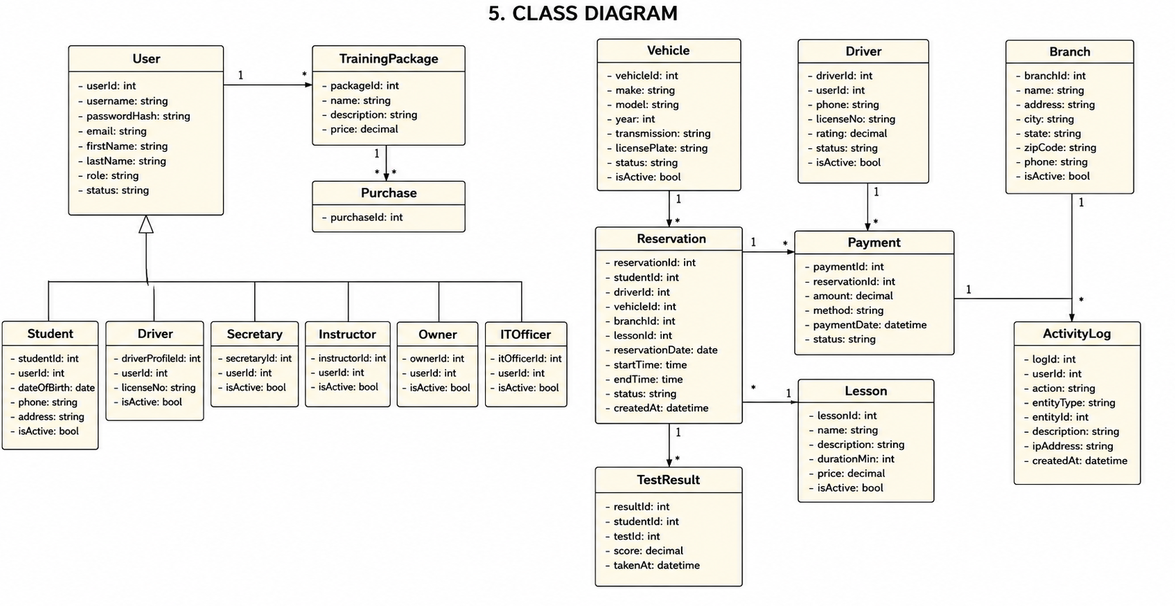 5. CLASS DIAGRAM
User
- userId: int
- username: string
- passwordHash: string
- email: string
- firstName: string
- lastName: string
- role: string
- status: string
1
*
TrainingPackage
- packageId: int
- name: string
- description: string
- price: decimal
1
* *
Purchase
- purchaseId: int
Student
- studentId: int
- userId: int
- dateOfBirth: date
- phone: string
- address: string
- isActive: bool
Driver
- driverProfileId: int
- userId: int
- licenseNo: string
- isActive: bool
Secretary
- secretaryId: int
- userId: int
- isActive: bool
Instructor
- instructorId: int
- userId: int
- isActive: bool
Owner
- ownerId: int
- userId: int
- isActive: bool
ITOfficer
- itOfficerId: int
- userId: int
- isActive: bool
Vehicle
- vehicleId: int
- make: string
- model: string
- year: int
- transmission: string
- licensePlate: string
- status: string
- isActive: bool
1
*
Driver
- driverId: int
- userId: int
- phone: string
- licenseNo: string
- rating: decimal
- status: string
- isActive: bool
1
*
Branch
- branchId: int
- name: string
- address: string
- city: string
- state: string
- zipCode: string
- phone: string
- isActive: bool
1
*
Reservation
- reservationId: int
- studentId: int
- driverId: int
- vehicleId: int
- branchId: int
- lessonId: int
- reservationDate: date
- startTime: time
- endTime: time
- status: string
- createdAt: datetime
1
*
Payment
- paymentId: int
- reservationId: int
- amount: decimal
- method: string
- paymentDate: datetime
- status: string
1
*
1
Lesson
- lessonId: int
- name: string
- description: string
- durationMin: int
- price: decimal
- isActive: bool
ActivityLog
- logId: int
- userId: int
- action: string
- entityType: string
- entityId: int
- description: string
- ipAddress: string
- createdAt: datetime
1
*
TestResult
- resultId: int
- studentId: int
- testId: int
- score: decimal
- takenAt: datetime